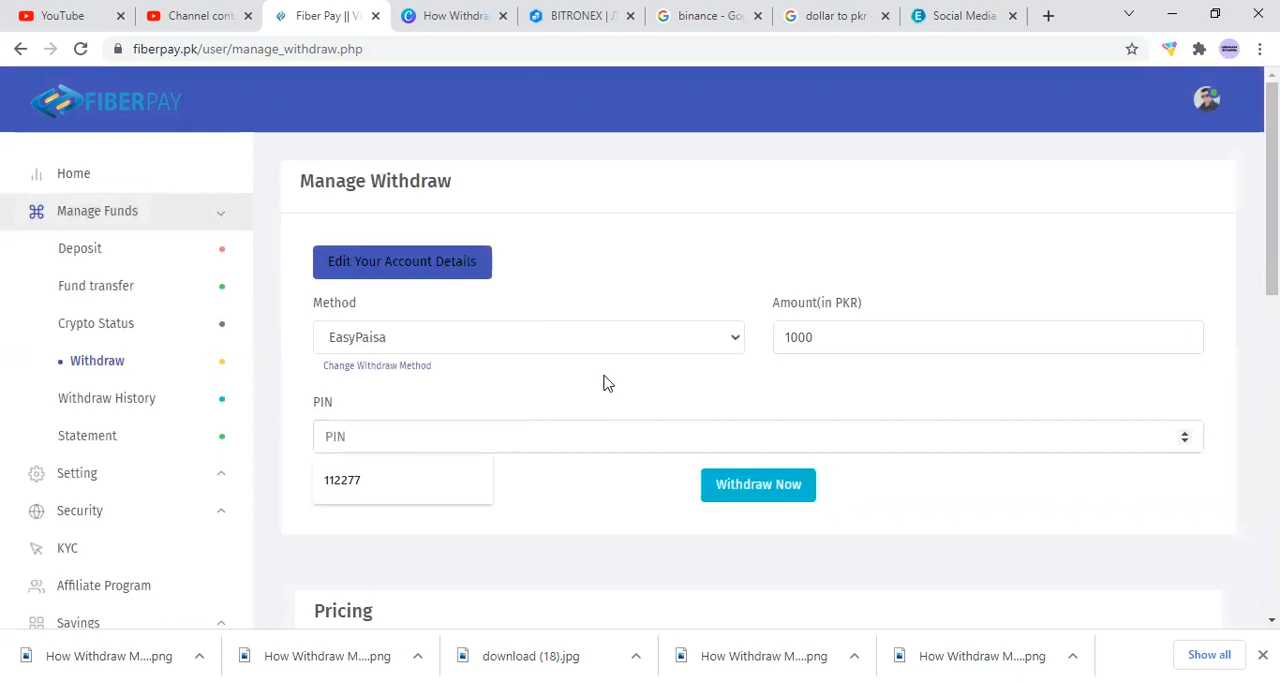 YouTube
Channel cont
Fiber Pay || Vi
How Withdra
BITRONEX | Л
binance - Goo
dollar to pkr -
Social Media
fiberpay.pk/user/manage_withdraw.php
FIBERPAY
Home
Manage Funds
Deposit
Fund transfer
Crypto Status
Withdraw
Withdraw History
Statement
Setting
Security
KYC
Affiliate Program
Savings
Manage Withdraw
Edit Your Account Details
Method
Amount(in PKR)
EasyPaisa
1000
Change Withdraw Method
PIN
PIN
112277
Withdraw Now
Pricing
How Withdraw M....png
How Withdraw M....png
download (18).jpg
How Withdraw M....png
How Withdraw M....png
Show all